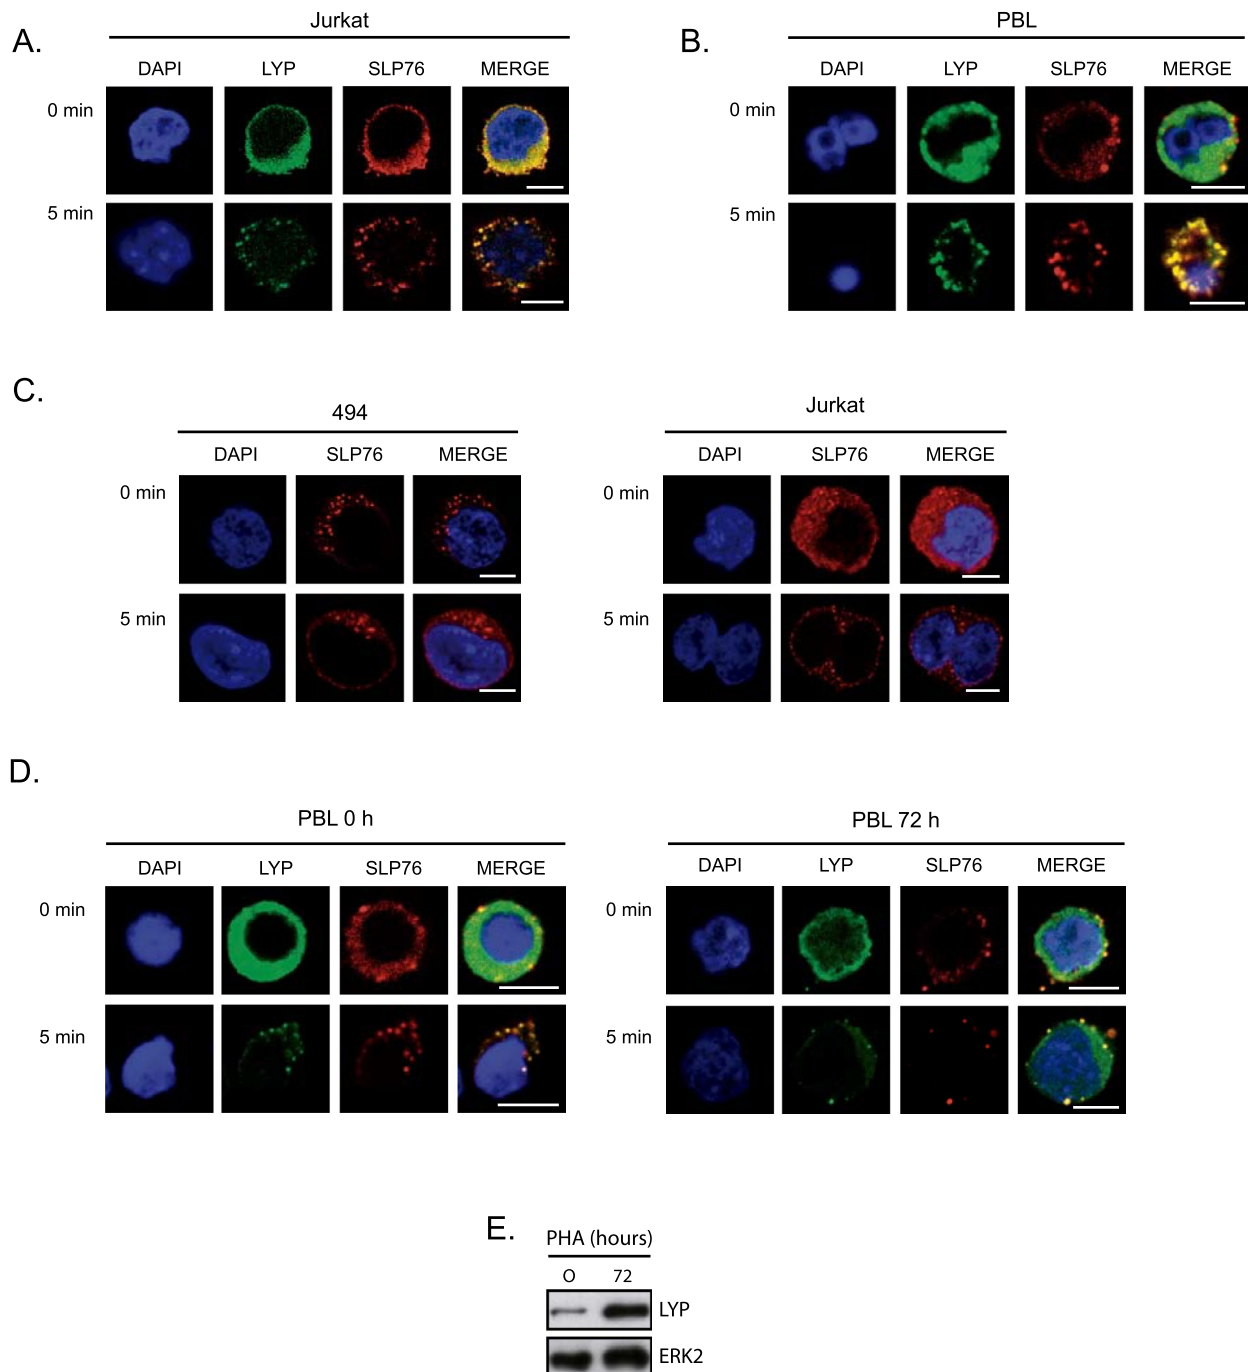 A.
Jurkat
DAPI LYP SLP76 MERGE
0 min
5 min
B.
PBL
DAPI LYP SLP76 MERGE
0 min
5 min
C.
494
DAPI SLP76 MERGE
0 min
5 min
Jurkat
DAPI SLP76 MERGE
0 min
5 min
D.
PBL 0 h
DAPI LYP SLP76 MERGE
0 min
5 min
PBL 72 h
DAPI LYP SLP76 MERGE
0 min
5 min
E.
PHA (hours)
O 72
LYP
ERK2